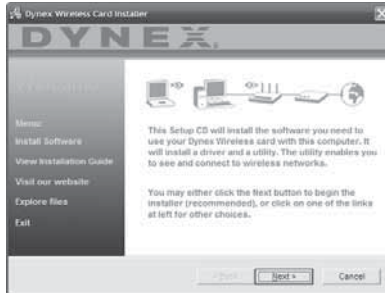 Dynex Wireless Card Installer
DYNEX
Menu:
Install Software
View Installation Guide
Visit our website
Explore files
Exit
This Setup CD will install the software you need to
use your Dynex Wireless card with this computer. It
will install a driver and a utility. The utility enables you
to see and connect to wireless networks.
You may either click the Next button to begin the
installer (recommended), or click on one of the links
at left for other choices.
Next >
Cancel